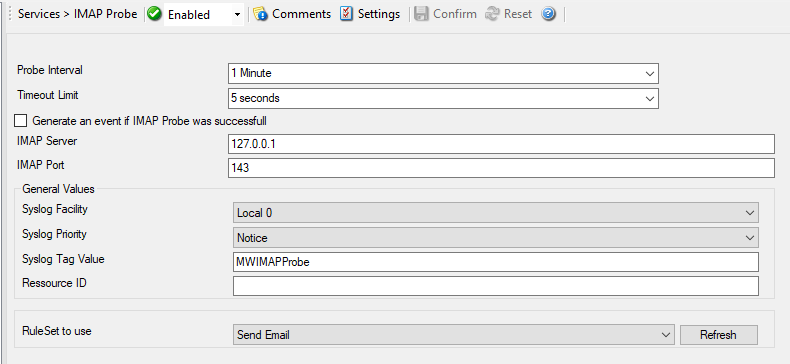 Services > IMAP Probe Enabled Comments Settings Confirm Reset
Probe Interval 1 Minute
Timeout Limit 5 seconds
Generate an event if IMAP Probe was successfull
IMAP Server 127.0.0.1
IMAP Port 143
General Values
Syslog Facility Local 0
Syslog Priority Notice
Syslog Tag Value MWIMAPProbe
Ressource ID
RuleSet to use Send Email Refresh